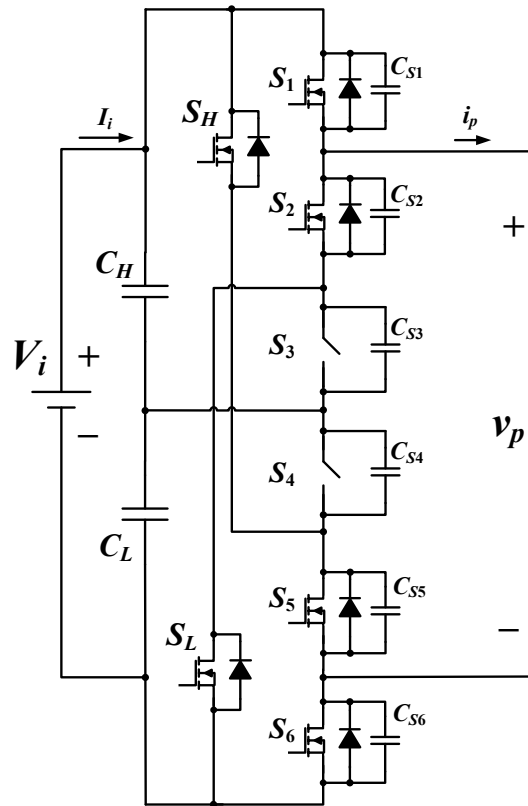 S1
CS1
SH
Ii
ip
S2
CS2
+
CH
S3
CS3
Vi
+
−
vp
S4
CS4
CL
S5
CS5
−
SL
S6
CS6